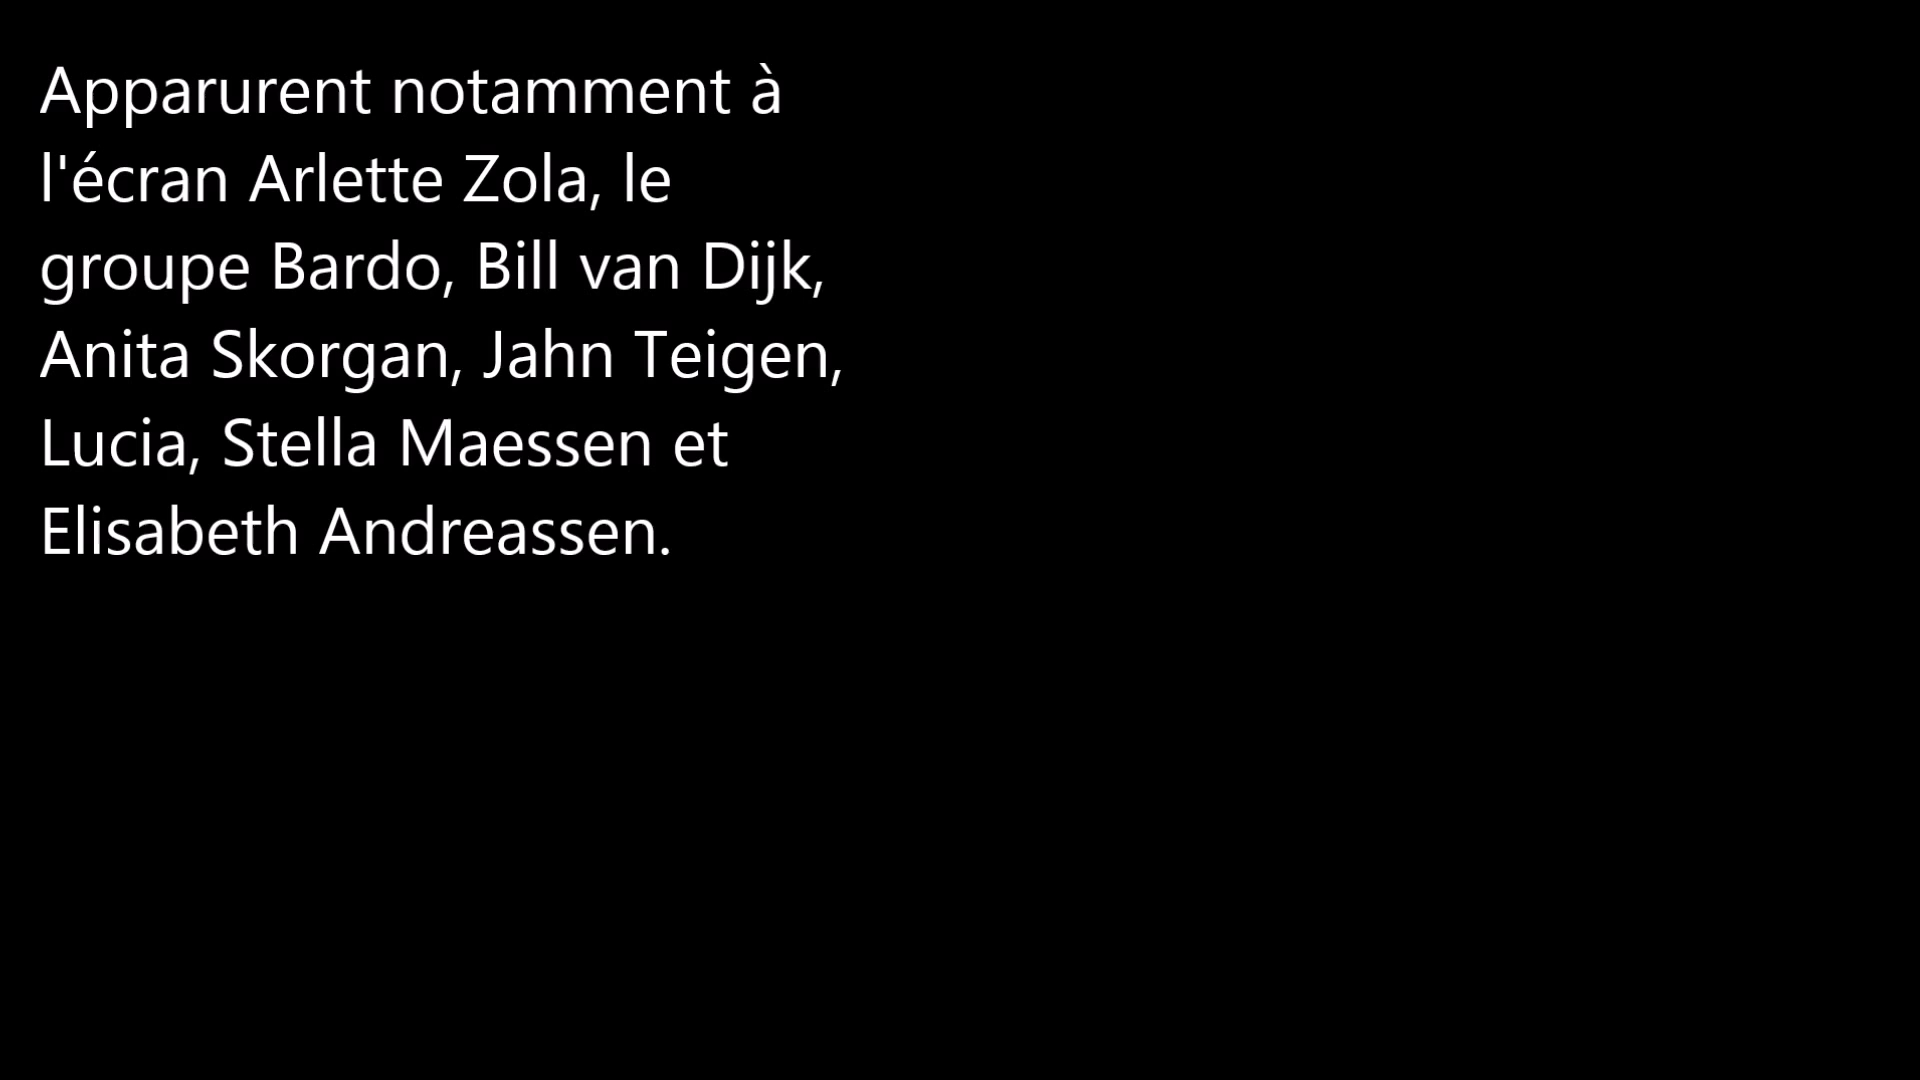 Apparurent notamment à
l'écran Arlette Zola, le
groupe Bardo, Bill van Dijk,
Anita Skorgan, Jahn Teigen,
Lucia, Stella Maessen et
Elisabeth Andreassen.